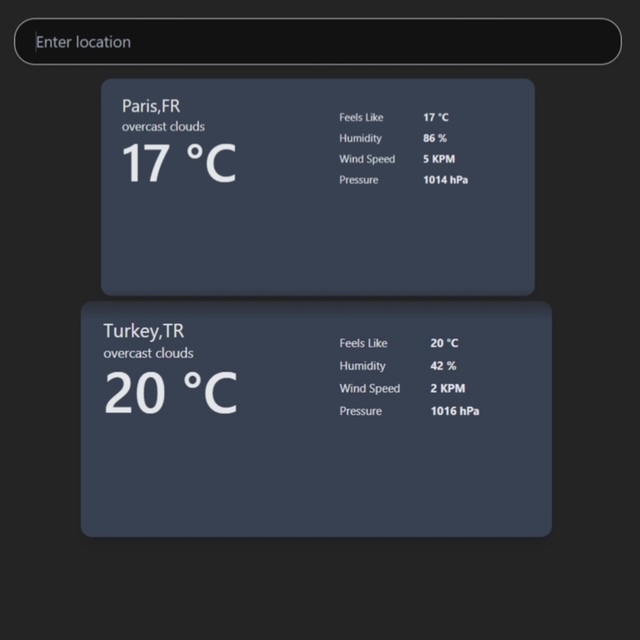 Enter location
Paris,FR
overcast clouds
17 °C
Feels Like 17 °C
Humidity 86 %
Wind Speed 5 KPM
Pressure 1014 hPa
Turkey,TR
overcast clouds
20 °C
Feels Like 20 °C
Humidity 42 %
Wind Speed 2 KPM
Pressure 1016 hPa